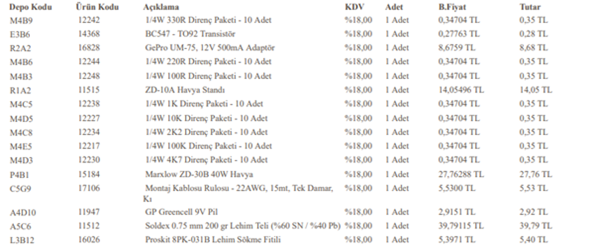 Depo Kodu Ürün Kodu Açıklama KDV Adet B.Fiyat Tutar
M4B9 12242 1/4W 330R Direnç Paketi - 10 Adet %18,00 1 Adet 0,34704 TL 0,35 TL
E3B6 14368 BC547 - TO92 Transistör %18,00 1 Adet 0,27763 TL 0,28 TL
R2A2 16828 GePro UM-75, 12V 500mA Adaptör %18,00 1 Adet 8,6759 TL 8,68 TL
M4B6 12244 1/4W 220R Direnç Paketi - 10 Adet %18,00 1 Adet 0,34704 TL 0,35 TL
M4B3 12248 1/4W 100R Direnç Paketi - 10 Adet %18,00 1 Adet 0,34704 TL 0,35 TL
R1A2 11515 ZD-10A Havya Standı %18,00 1 Adet 14,05496 TL 14,05 TL
M4C5 12238 1/4W 1K Direnç Paketi - 10 Adet %18,00 1 Adet 0,34704 TL 0,35 TL
M4D5 12227 1/4W 10K Direnç Paketi - 10 Adet %18,00 1 Adet 0,34704 TL 0,35 TL
M4C8 12234 1/4W 2K2 Direnç Paketi - 10 Adet %18,00 1 Adet 0,34704 TL 0,35 TL
M4E5 12217 1/4W 100K Direnç Paketi - 10 Adet %18,00 1 Adet 0,34704 TL 0,35 TL
M4D3 12230 1/4W 4K7 Direnç Paketi - 10 Adet %18,00 1 Adet 0,34704 TL 0,35 TL
P4B1 15184 Marxlow ZD-30B 40W Havya %18,00 1 Adet 27,76288 TL 27,76 TL
C5G9 17106 Montaj Kablosu Rulosu - 22AWG, 15mt, Tek Damar, %18,00 1 Adet 5,5300 TL 5,53 TL
Kı
A4D10 11947 GP Greencell 9V Pil %18,00 1 Adet 2,9151 TL 2,92 TL
A5C6 11512 Soldex 0.75 mm 200 gr Lehim Teli (%60 SN / %40 Pb) %18,00 1 Adet 39,79115 TL 39,79 TL
L3B12 16026 Proskit 8PK-031B Lehim Sökme Fitili %18,00 1 Adet 5,3971 TL 5,40 TL